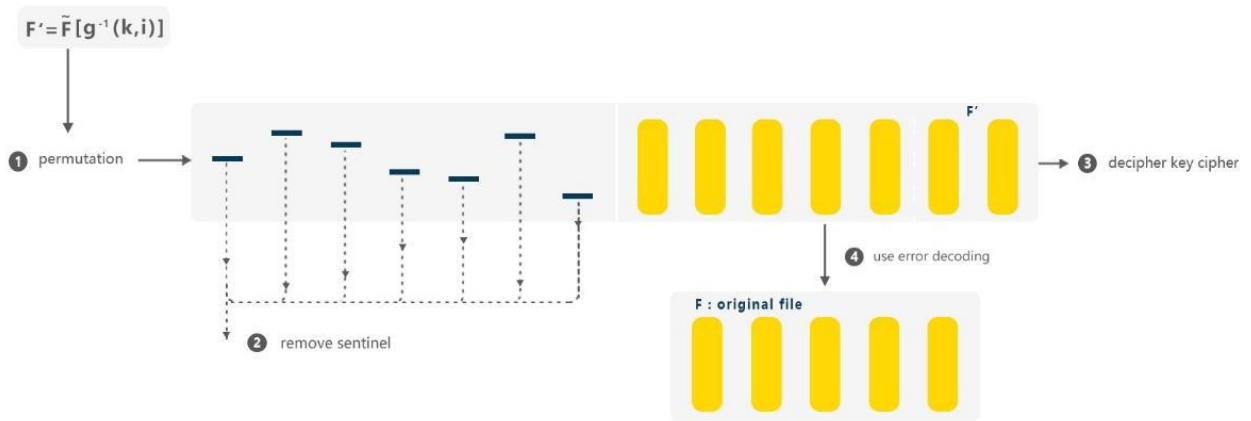 F'=F̃[g⁻¹(k,i)]
1 permutation
F'
3 decipher key cipher
4 use error decoding
F : original file
2 remove sentinel